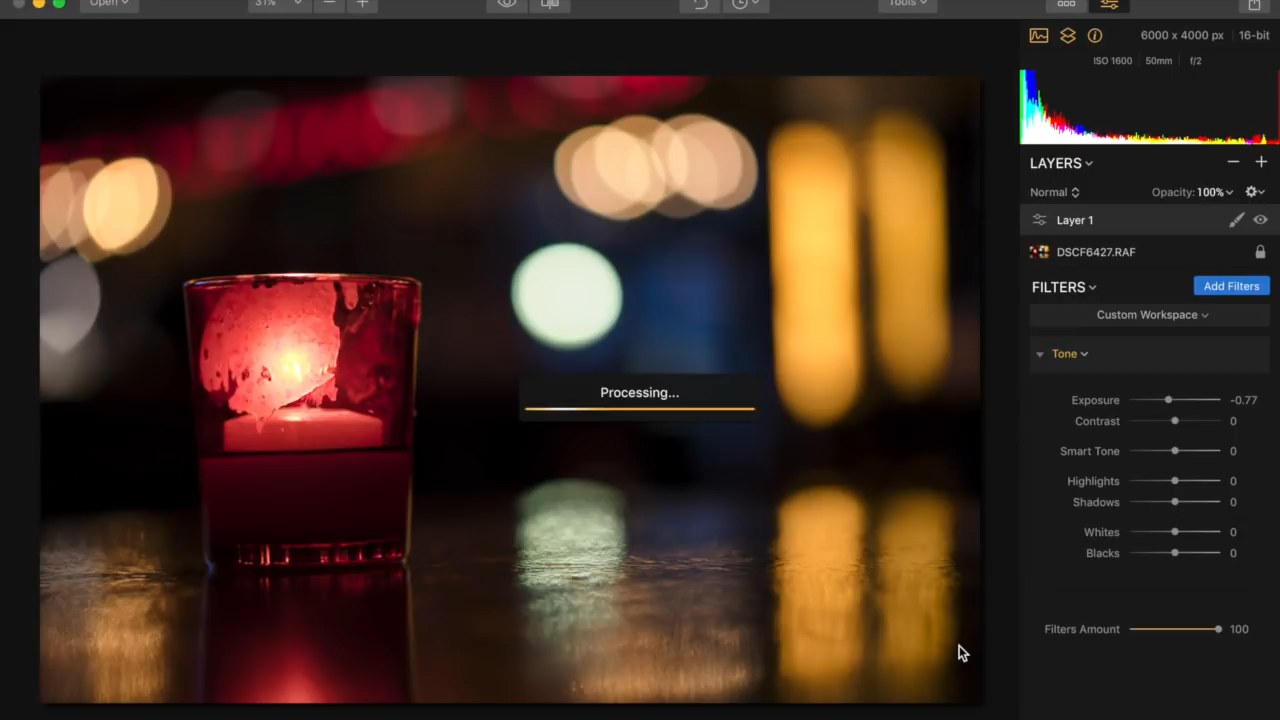 Open
31%
Tools
6000 x 4000 px 16-bit
ISO 1600 50mm f/2
LAYERS
Normal Opacity: 100%
Layer 1
DSCF6427.RAF
FILTERS Add Filters
Custom Workspace
Tone
Processing...
Exposure -0.77
Contrast 0
Smart Tone 0
Highlights 0
Shadows 0
Whites 0
Blacks 0
Filters Amount 100